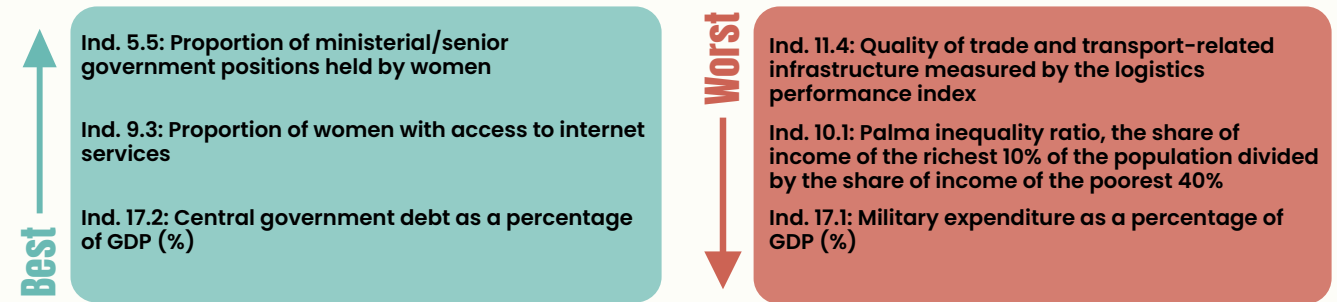 Best
Ind. 5.5: Proportion of ministerial/senior
government positions held by women
Ind. 9.3: Proportion of women with access to internet
services
Ind. 17.2: Central government debt as a percentage
of GDP (%)
Worst
Ind. 11.4: Quality of trade and transport-related
infrastructure measured by the logistics
performance index
Ind. 10.1: Palma inequality ratio, the share of
income of the richest 10% of the population divided
by the share of income of the poorest 40%
Ind. 17.1: Military expenditure as a percentage of
GDP (%)